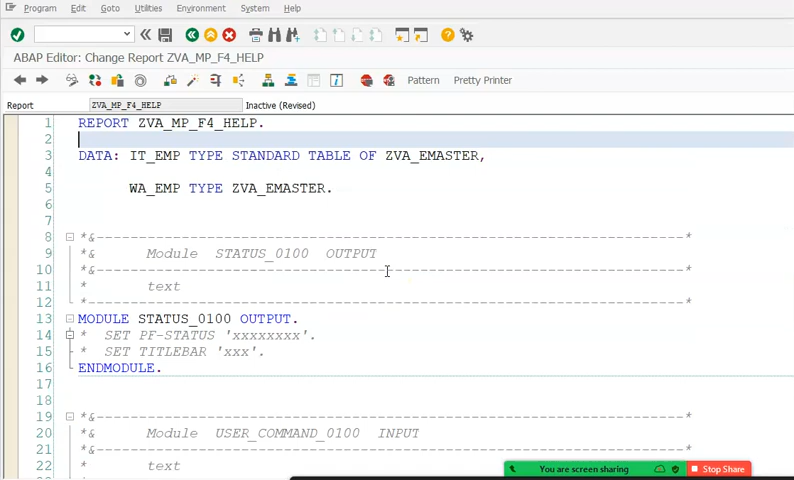 Program Edit Goto Utilities Environment System Help
ABAP Editor: Change Report ZVA_MP_F4_HELP
Pattern Pretty Printer
Report ZVA_MP_F4_HELP Inactive (Revised)
1 REPORT ZVA_MP_F4_HELP.
2
3 DATA: IT_EMP TYPE STANDARD TABLE OF ZVA_EMASTER,
4
5 WA_EMP TYPE ZVA_EMASTER.
6
7
8 *&---------------------------------------------------------------------*
9 *& Module STATUS_0100 OUTPUT
10 *&---------------------------------------------------------------------*
11 * text
12 *----------------------------------------------------------------------*
13 MODULE STATUS_0100 OUTPUT.
14 * SET PF-STATUS 'xxxxxxxx'.
15 * SET TITLEBAR 'xxx'.
16 ENDMODULE.
17
18
19 *&---------------------------------------------------------------------*
20 *& Module USER_COMMAND_0100 INPUT
21 *&---------------------------------------------------------------------*
22 * text
You are screen sharing Stop Share